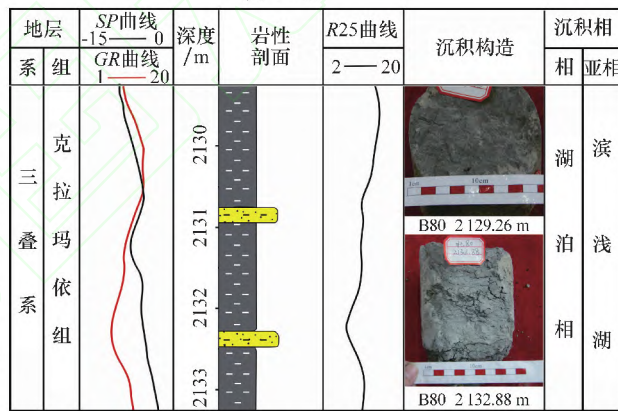 地层
SP曲线
-15 0
深度
/m
岩性
剖面
R25曲线
沉积构造
沉积相
系
组
GR曲线
1 20
2 20
相
亚相
三叠系
克拉玛依组
2130
2131
2132
2133
10cm
B80 2 129.26 m
B80 2 132.88 m
湖泊相
滨浅湖